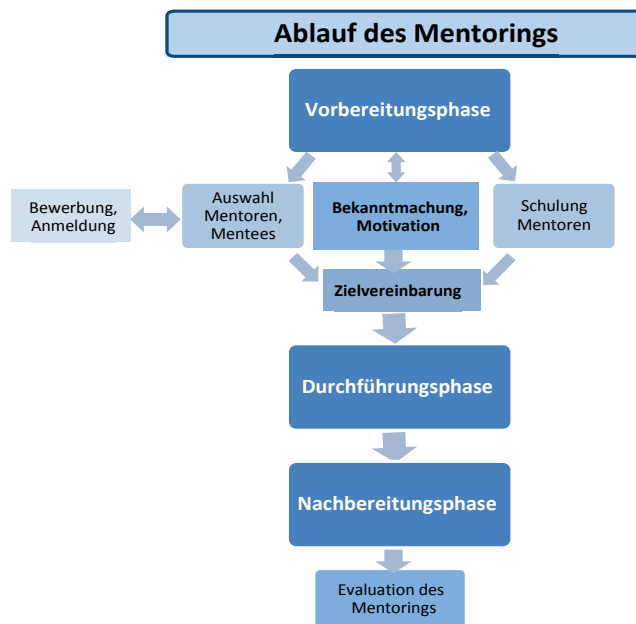 Ablauf des Mentorings
Vorbereitungsphase
Bewerbung,
Anmeldung
Auswahl
Mentoren,
Mentees
Bekanntmachung,
Motivation
Schulung
Mentoren
Zielvereinbarung
Durchführungsphase
Nachbereitungsphase
Evaluation des
Mentorings